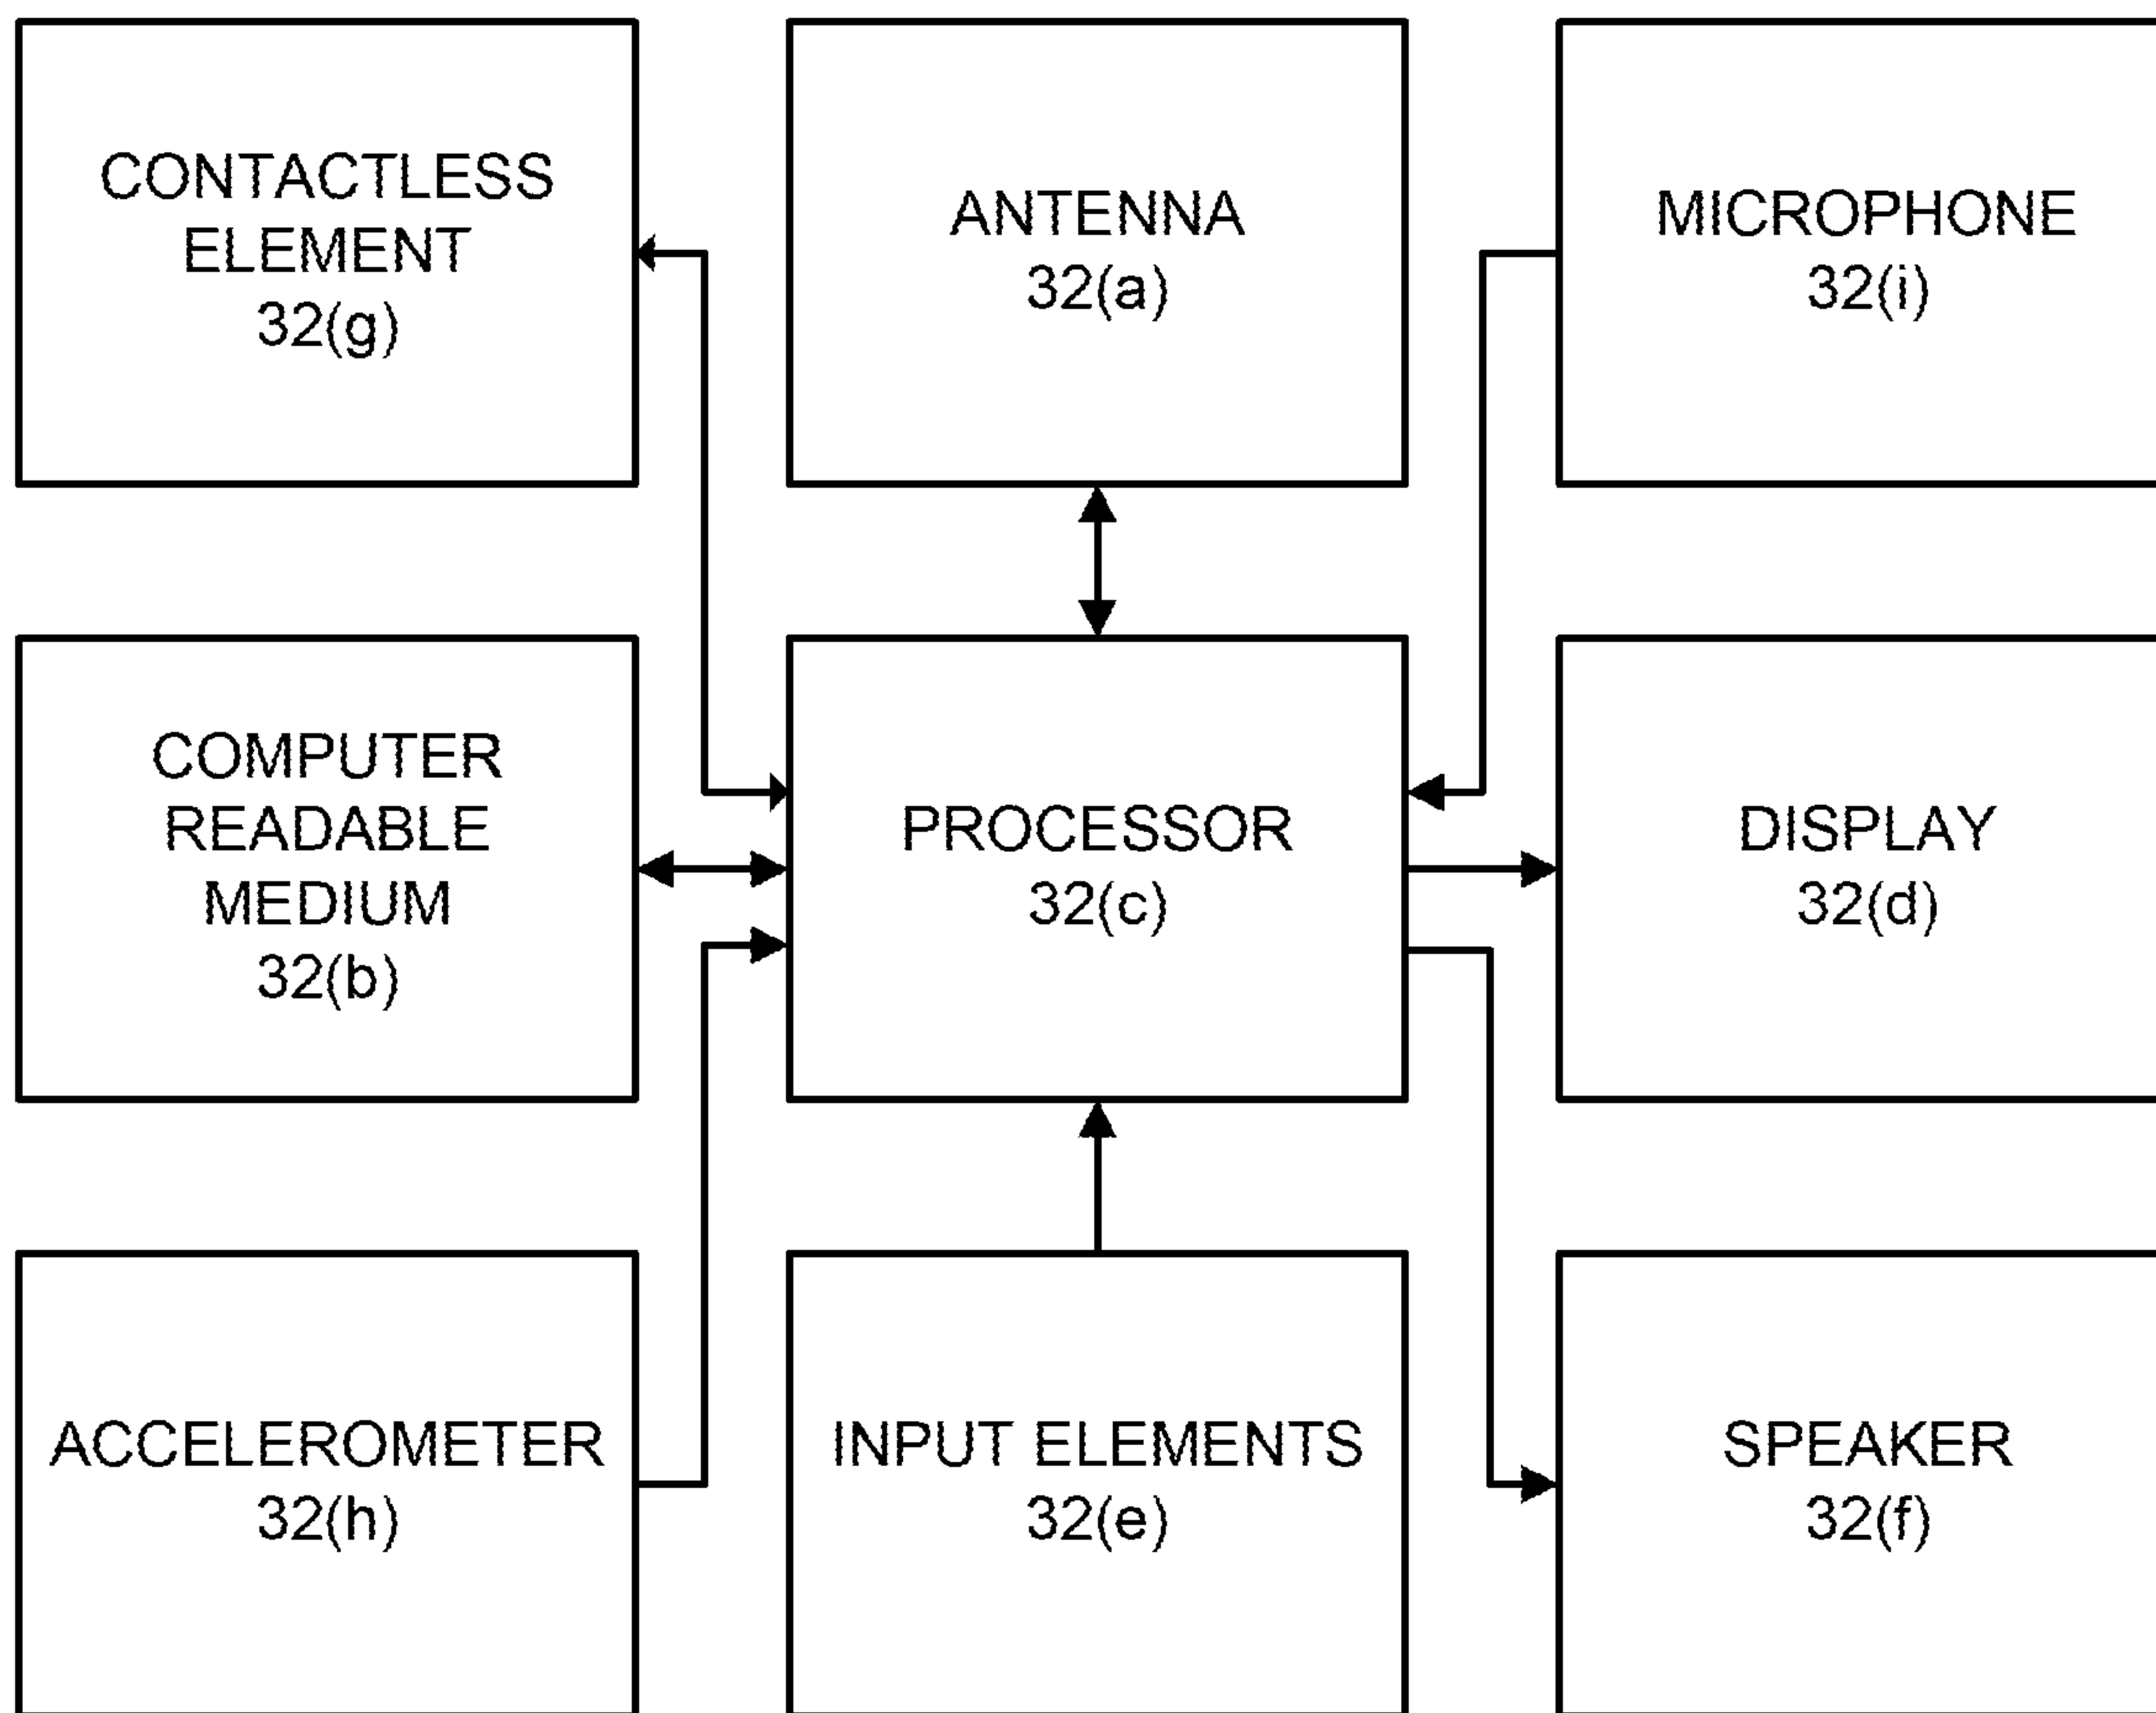 CONTACTLESS
ELEMENT
32(g)
ANTENNA
32(a)
MICROPHONE
32(i)
COMPUTER
READABLE
MEDIUM
32(b)
PROCESSOR
32(c)
DISPLAY
32(d)
ACCELEROMETER
32(h)
INPUT ELEMENTS
32(e)
SPEAKER
32(f)